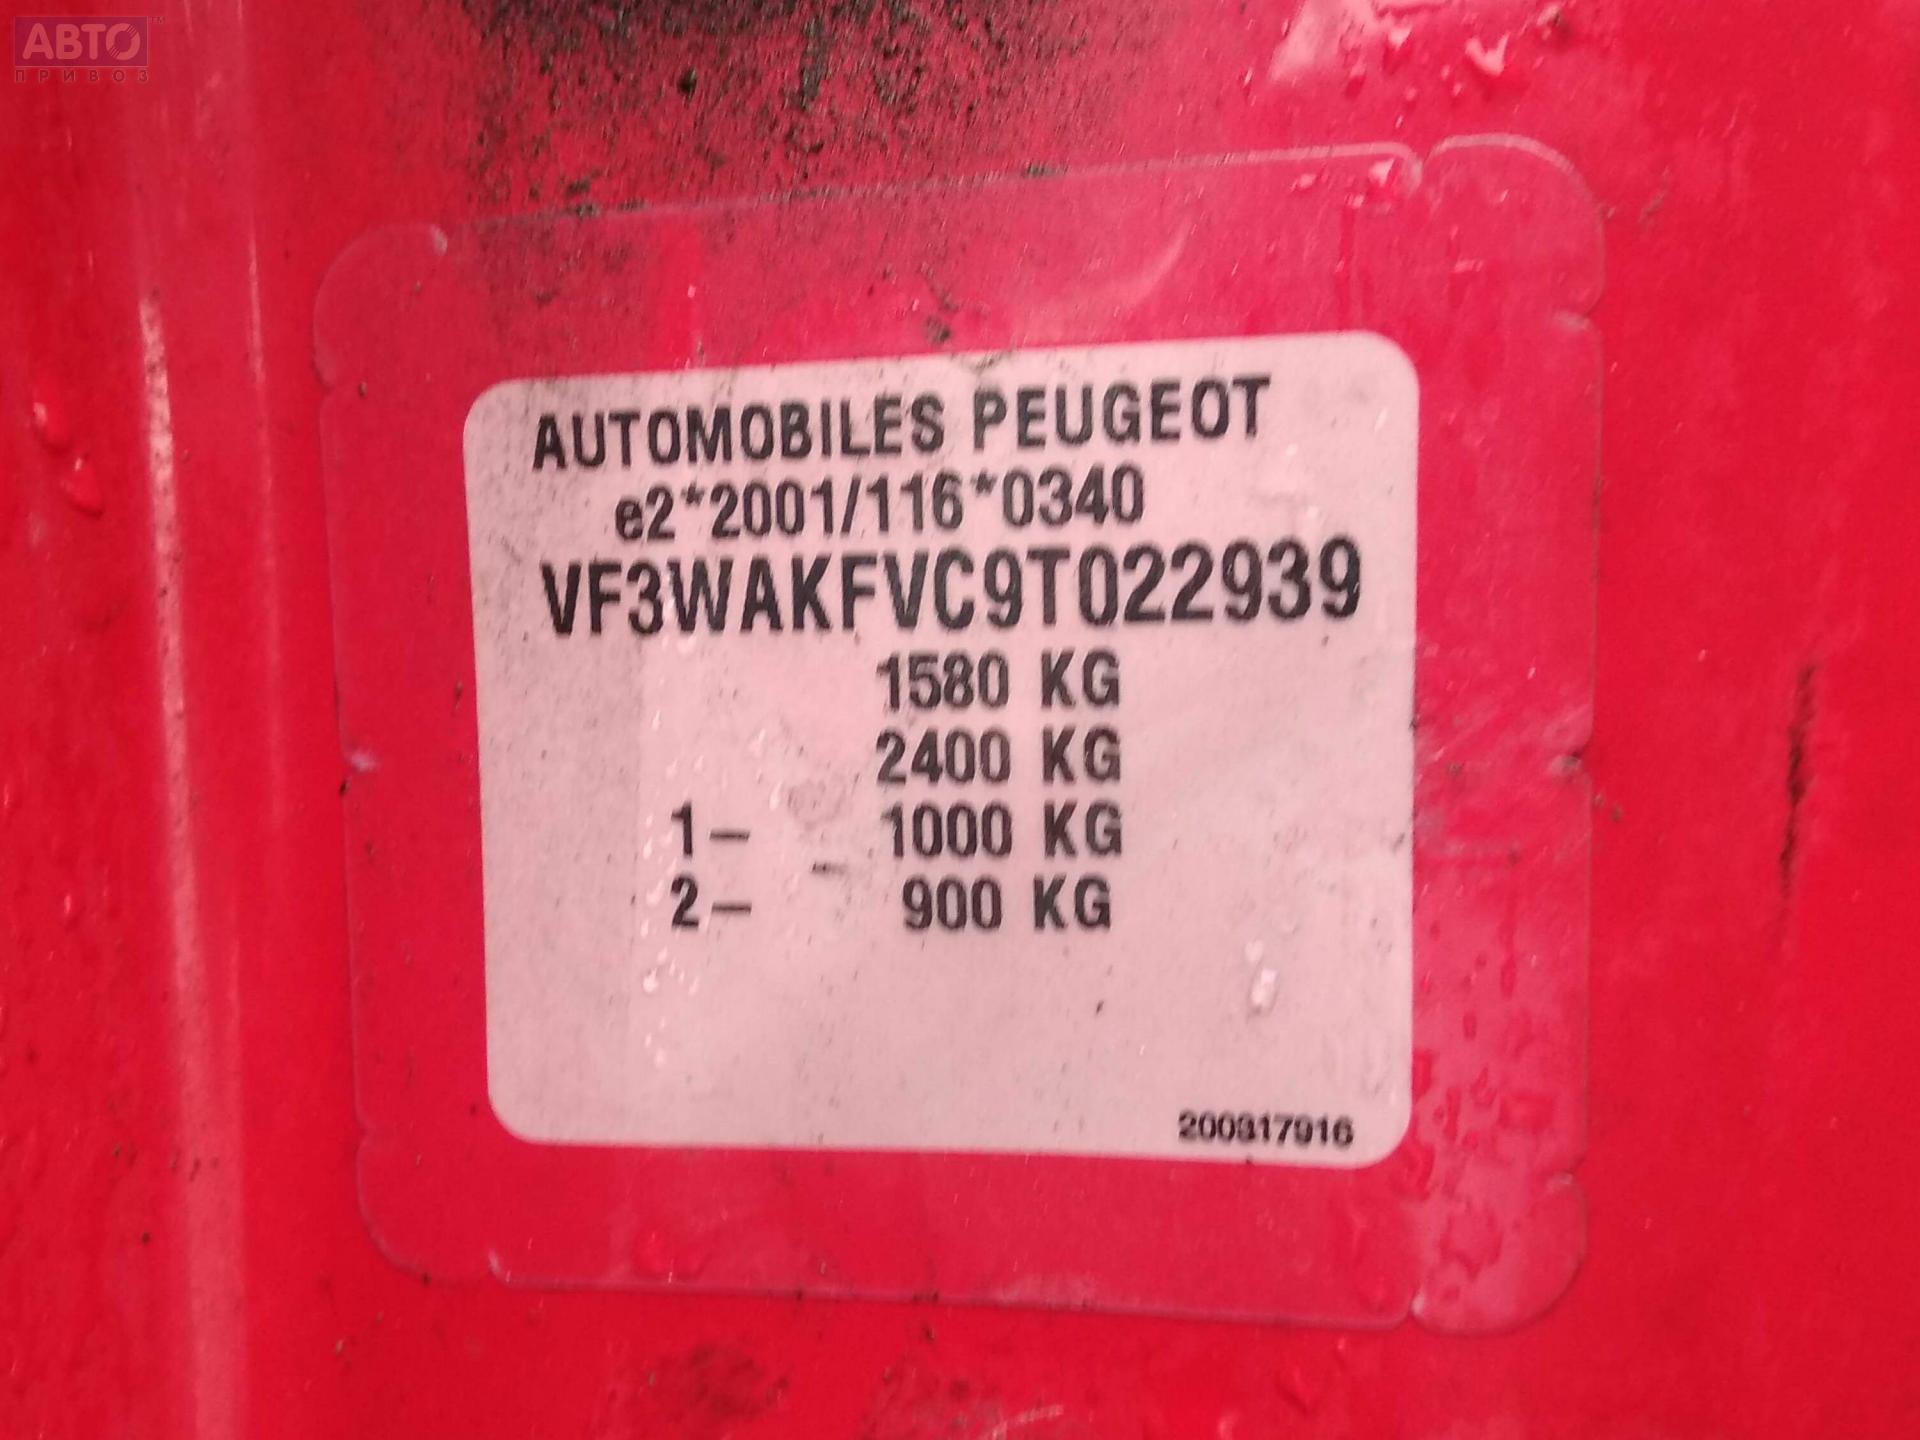 АВТО™
ПРИВОЗ
AUTOMOBILES PEUGEOT
e2*2001/116*0340
VF3WAKFVC9T022939
1580 KG
2400 KG
1- 1000 KG
2- 900 KG
200817916